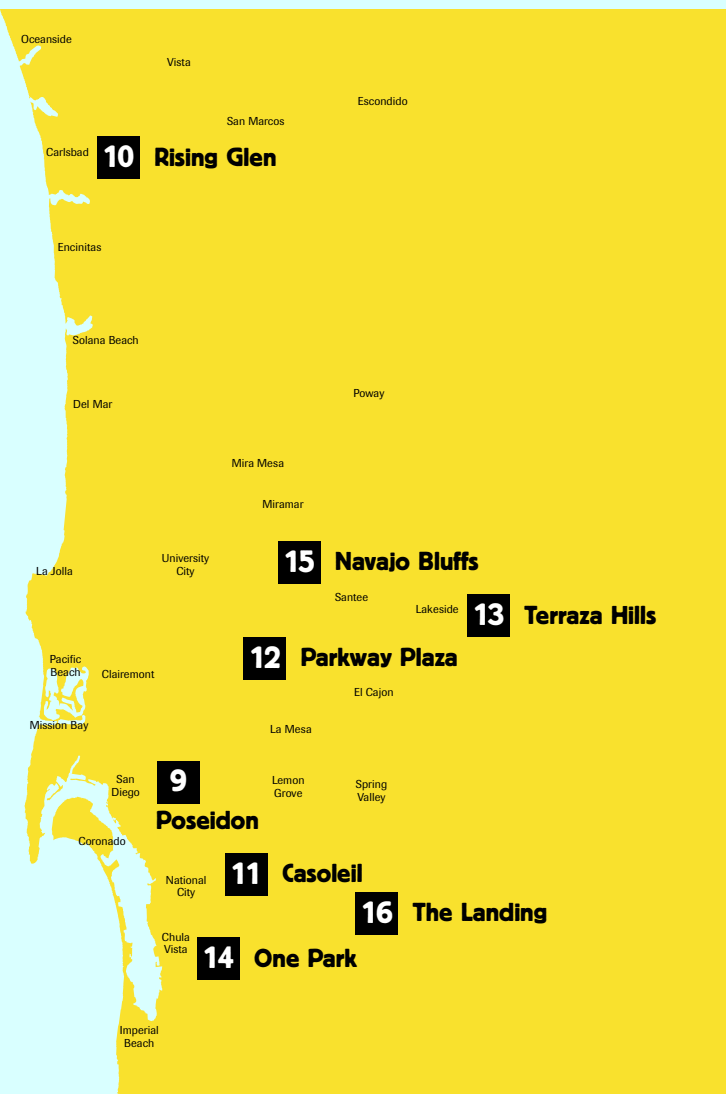 Oceanside
Vista
Escondido
San Marcos
Carlsbad
10 Rising Glen
Encinitas
Solana Beach
Poway
Del Mar
Mira Mesa
Miramar
University
City
15 Navajo Bluffs
La Jolla
Santee
Lakeside
13 Terraza Hills
12 Parkway Plaza
Pacific
Beach
Clairemont
El Cajon
Mission Bay
La Mesa
San
Diego
9
Poseidon
Lemon
Grove
Spring
Valley
Coronado
National
City
11 Casoleil
16 The Landing
Chula
Vista
14 One Park
Imperial
Beach